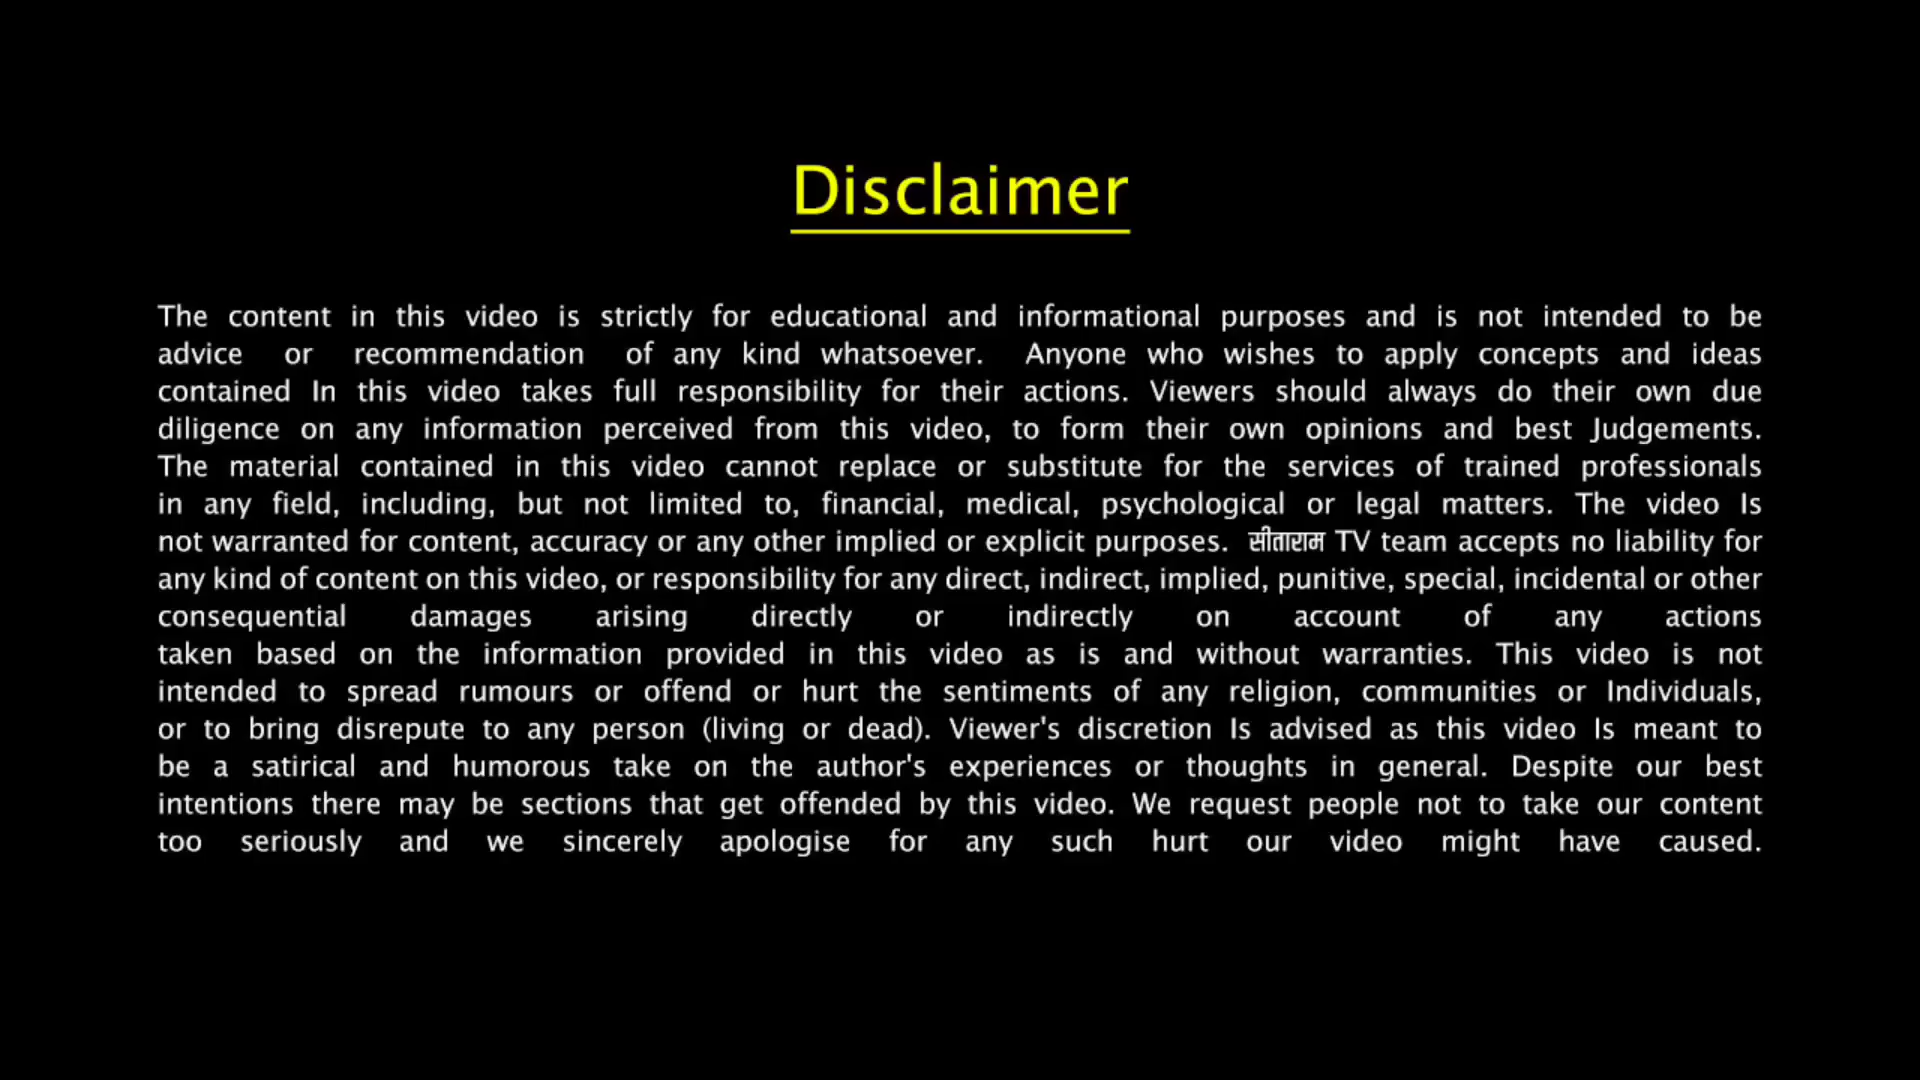 Disclaimer
The content in this video is strictly for educational and informational purposes and is not intended to be
advice or recommendation of any kind whatsoever. Anyone who wishes to apply concepts and ideas
contained In this video takes full responsibility for their actions. Viewers should always do their own due
diligence on any information perceived from this video, to form their own opinions and best Judgements.
The material contained in this video cannot replace or substitute for the services of trained professionals
in any field, including, but not limited to, financial, medical, psychological or legal matters. The video Is
not warranted for content, accuracy or any other implied or explicit purposes. सीताराम TV team accepts no liability for
any kind of content on this video, or responsibility for any direct, indirect, implied, punitive, special, incidental or other
consequential damages arising directly or indirectly on account of any actions
taken based on the information provided in this video as is and without warranties. This video is not
intended to spread rumours or offend or hurt the sentiments of any religion, communities or Individuals,
or to bring disrepute to any person (living or dead). Viewer's discretion Is advised as this video Is meant to
be a satirical and humorous take on the author's experiences or thoughts in general. Despite our best
intentions there may be sections that get offended by this video. We request people not to take our content
too seriously and we sincerely apologise for any such hurt our video might have caused.